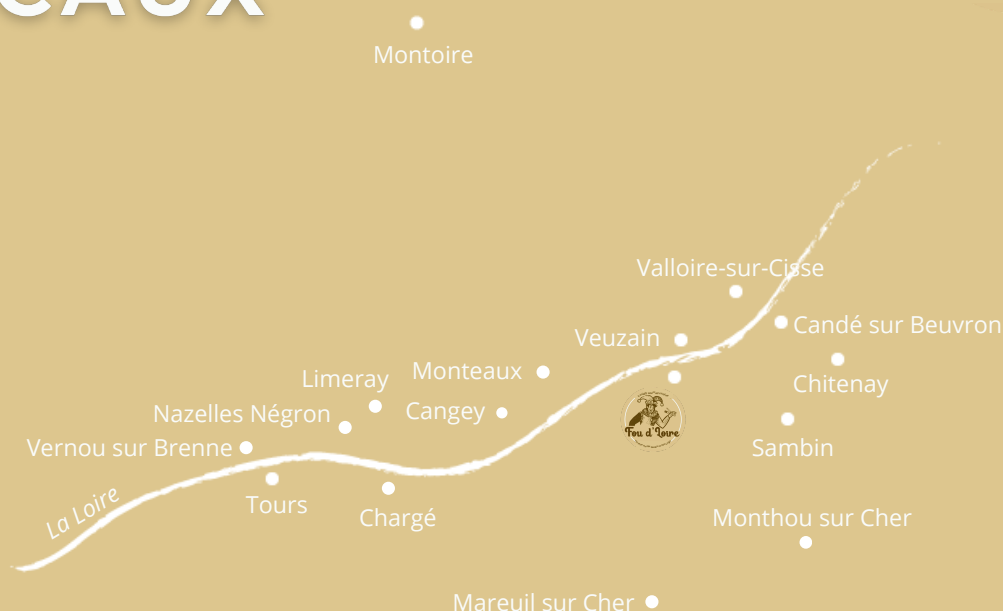 CAUX
Montoire
Valloire-sur-Cisse
Candé sur Beuvron
Veuzain
Chitenay
Monteaux
Limeray
Cangey
Nazelles Négron
Fou d'Loire
Vernou sur Brenne
Sambin
La Loire
Tours
Chargé
Monthou sur Cher
Mareuil sur Cher